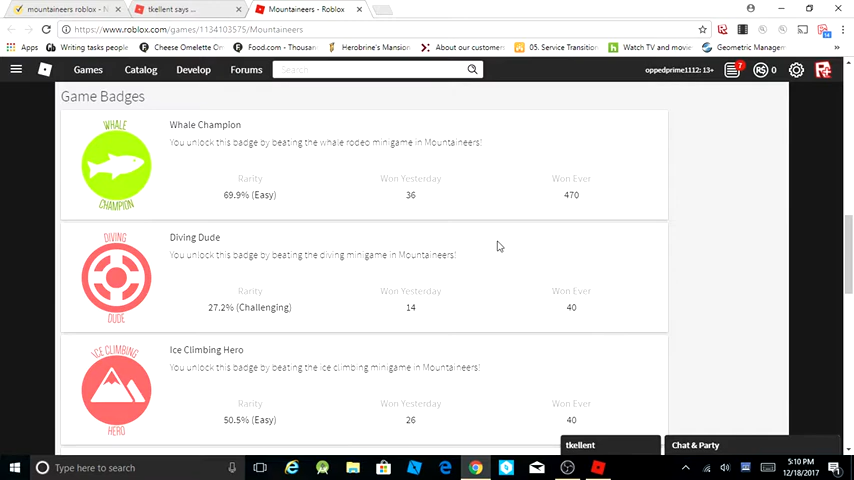 mountaineers roblox - N
tkellent says ...
Mountaineers - Roblox
https://www.roblox.com/games/1134103575/Mountaineers
Apps
Writing tasks people
Cheese Omelette Om
Food.com - Thousan
Herobrine's Mansion
About our customers
05. Service Transition
Watch TV and movie
Geometric Managem
Games
Catalog
Develop
Forums
Search
oppedprime1112: 13+
7
R$ 0
Game Badges
WHALE
CHAMPION
Whale Champion
You unlock this badge by beating the whale rodeo minigame in Mountaineers!
Rarity
Won Yesterday
Won Ever
69.9% (Easy)
36
470
DIVING
DUDE
Diving Dude
You unlock this badge by beating the diving minigame in Mountaineers!
Rarity
Won Yesterday
Won Ever
27.2% (Challenging)
14
40
ICE CLIMBING
HERO
Ice Climbing Hero
You unlock this badge by beating the ice climbing minigame in Mountaineers!
Rarity
Won Yesterday
Won Ever
50.5% (Easy)
26
40
tkellent
Chat & Party
Type here to search
5:10 PM
12/18/2017